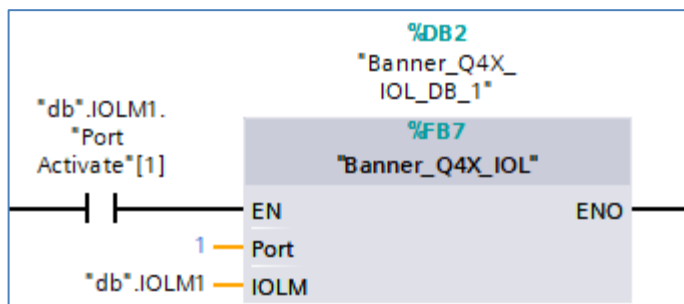 %DB2
"Banner_Q4X_
IOL_DB_1"
"db".IOLM1.
"Port
Activate"[1]
%FB7
"Banner_Q4X_IOL"
EN
ENO
1
Port
"db".IOLM1
IOLM